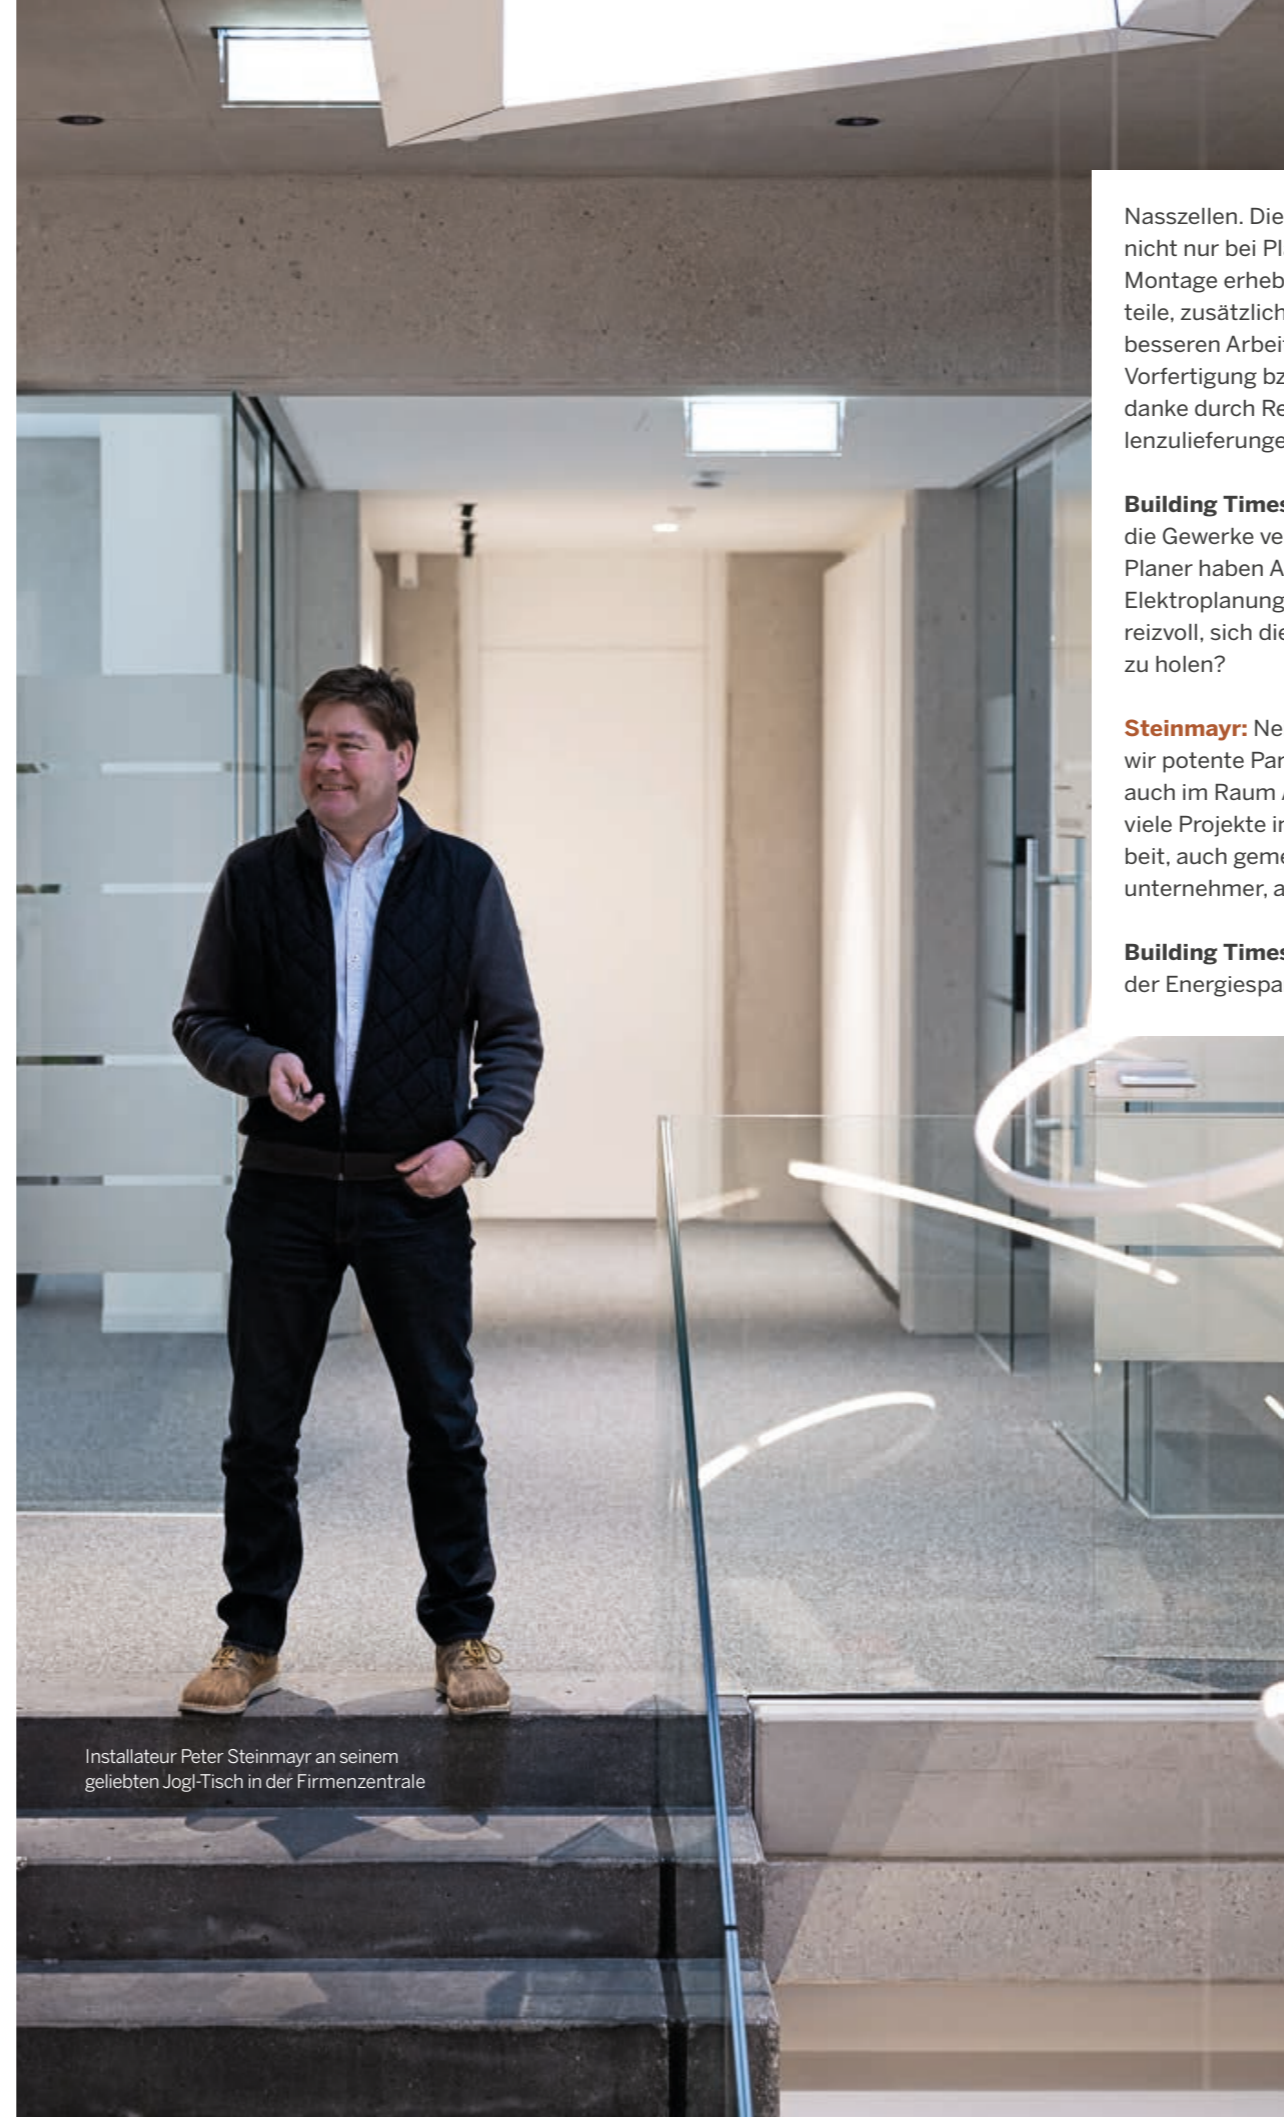 Nasszellen. Die
nicht nur bei Pl
Montage erheb
teile, zusätzlich
besseren Arbei
Vorfertigung bz
danke durch Re
lenzulieferunge
Building Times
die Gewerke ve
Planer haben A
Elektroplanung
reizvoll, sich die
zu holen?
Steinmayr: Ne
wir potente Par
auch im Raum
viele Projekte i
beit, auch geme
unternehmer, a
Building Times
der Energiespa
Installateur Peter Steinmayr an seinem
geliebten Jogl-Tisch in der Firmenzentrale